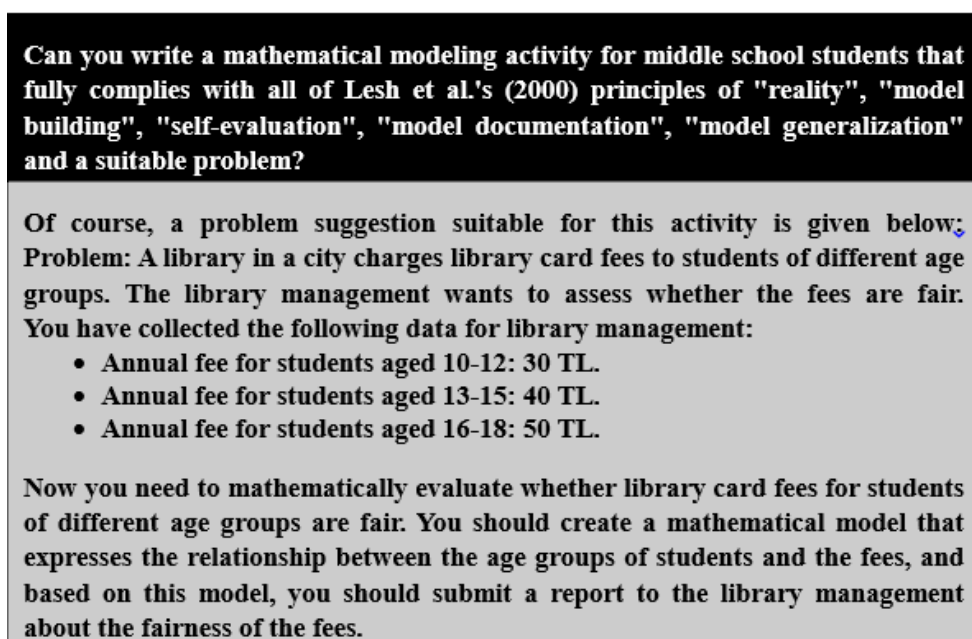 Can you write a mathematical modeling activity for middle school students that
fully complies with all of Lesh et al.'s (2000) principles of "reality", "model
building", "self-evaluation", "model documentation", "model generalization"
and a suitable problem?
Of course, a problem suggestion suitable for this activity is given below:
Problem: A library in a city charges library card fees to students of different age
groups. The library management wants to assess whether the fees are fair.
You have collected the following data for library management:
• Annual fee for students aged 10-12: 30 TL.
• Annual fee for students aged 13-15: 40 TL.
• Annual fee for students aged 16-18: 50 TL.
Now you need to mathematically evaluate whether library card fees for students
of different age groups are fair. You should create a mathematical model that
expresses the relationship between the age groups of students and the fees, and
based on this model, you should submit a report to the library management
about the fairness of the fees.